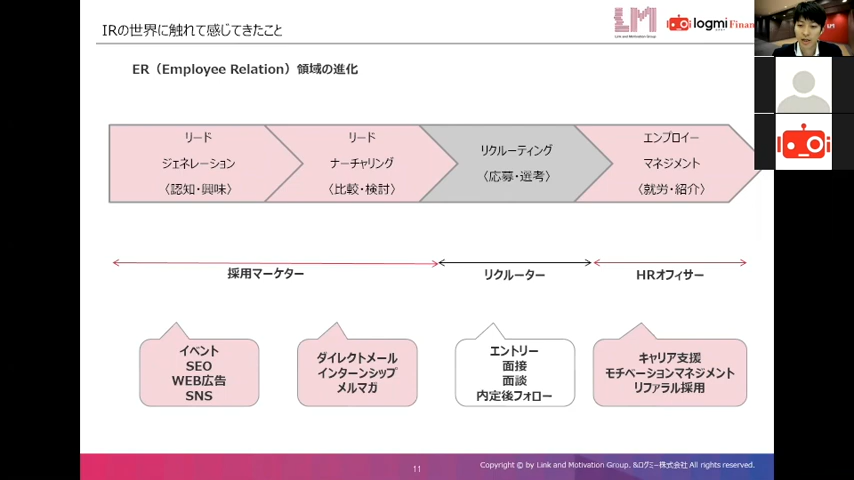 IRの世界に触れて感じてきたこと
LM
Link and Motivation Group
logmi Finan
ER（Employee Relation）領域の進化
リード
ジェネレーション
〈認知・興味〉
リード
ナーチャリング
〈比較・検討〉
リクルーティング
〈応募・選考〉
エンプロイー
マネジメント
〈就労・紹介〉
採用マーケター
リクルーター
HRオフィサー
イベント
SEO
WEB広告
SNS
ダイレクトメール
インターンシップ
メルマガ
エントリー
面接
面談
内定後フォロー
キャリア支援
モチベーションマネジメント
リファラル採用
11
Copyright © by Link and Motivation Group. &ログミー株式会社 All rights reserved.